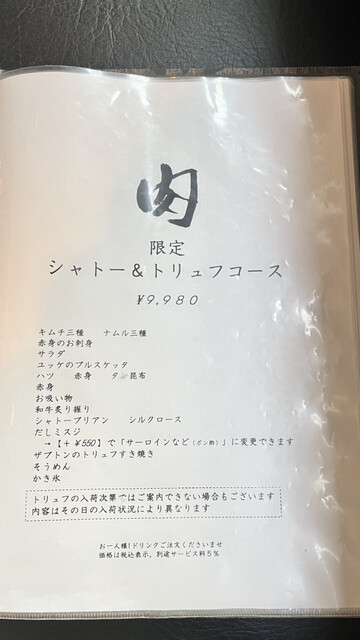 肉
限定
シャトー＆トリュフコース
¥9,980
キムチ三種　ナムル三種
赤身のお刺身
サラダ
ユッケのブルスケッタ
ハツ　赤身　昆布
赤身
お吸い物
和牛炙り握り
シャトーブリアン　シルクロース
だしミスジ
→【+ ¥550】で「サーロインなど(ポン酢)」に変更できます
ザブトンのトリュフすき焼き
そうめん
かき氷
トリュフの入荷次第ではご案内できない場合もございます
内容はその日の入荷状況により異なります
お一人様1ドリンクご注文くださいませ
価格は税込表示、別途サービス料5％